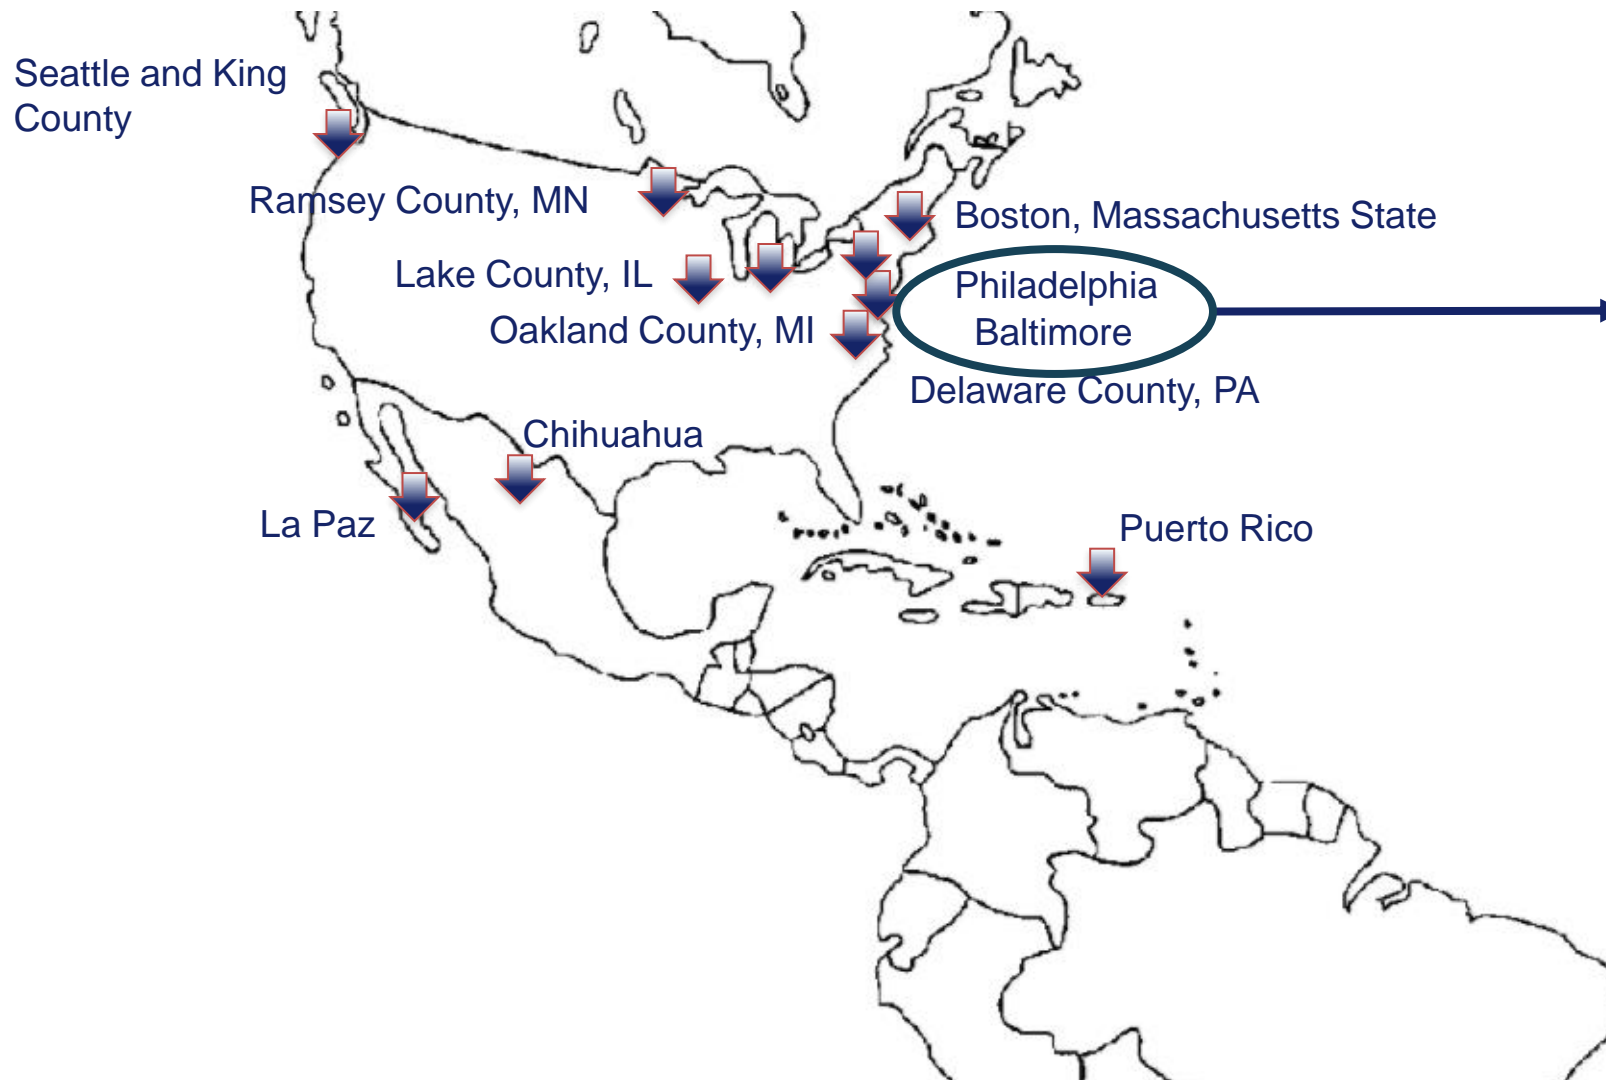 Seattle and King
County
Ramsey County, MN
Boston, Massachusetts State
Lake County, IL
Philadelphia
Baltimore
Oakland County, MI
Delaware County, PA
Chihuahua
La Paz
Puerto Rico